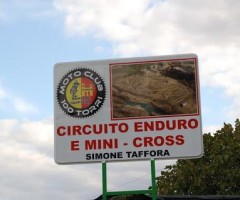 MOTO CLUB
100 TORRI
CIRCUITO ENDURO
E MINI - CROSS
SIMONE TAFFORA